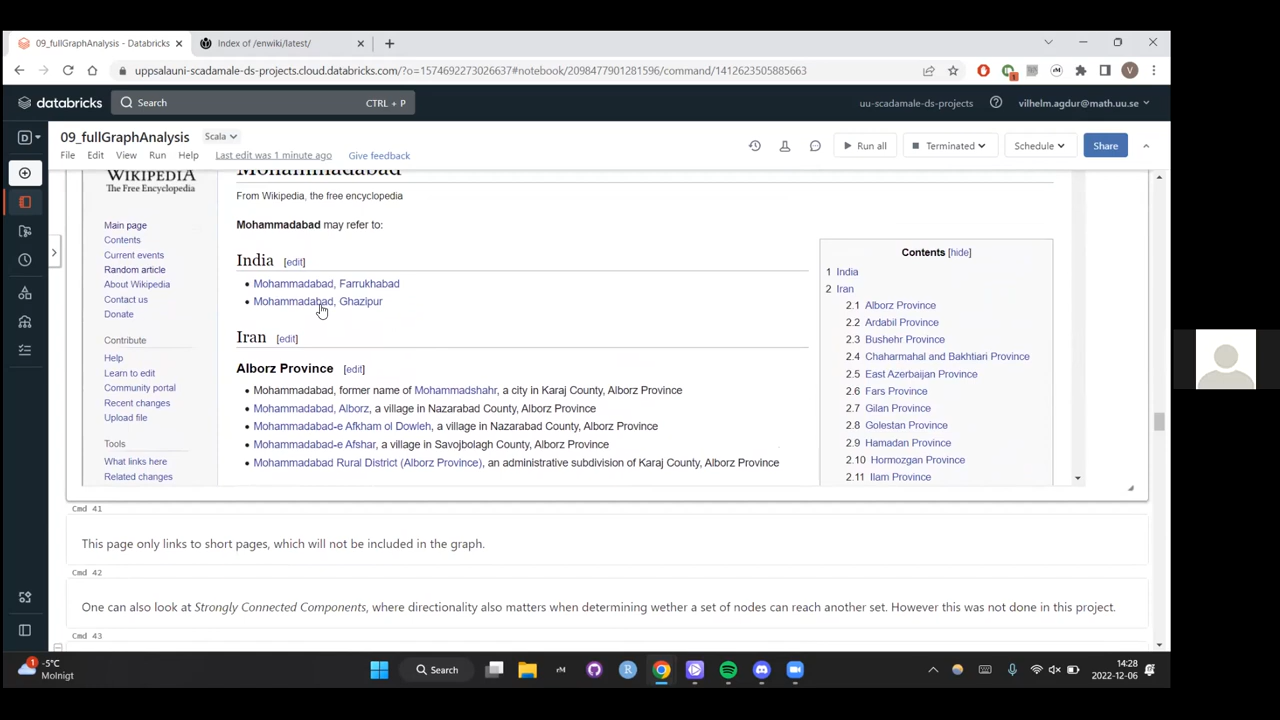 09_fullGraphAnalysis - Databricks
Index of /enwiki/latest/
uppsalauni-scadamale-ds-projects.cloud.databricks.com/?o=1574692273026637#notebook/2098477901281596/command/1412623505885663
V
databricks
Search
CTRL + P
uu-scadamale-ds-projects
vilhelm.agdur@math.uu.se
D
09_fullGraphAnalysis
Scala
File Edit View Run Help Last edit was 1 minute ago Give feedback
Run all
Terminated
Schedule
Share
Mohammadabad
WIKIPEDIA
The Free Encyclopedia
From Wikipedia, the free encyclopedia
Main page
Contents
Current events
Random article
About Wikipedia
Contact us
Donate
Contribute
Help
Learn to edit
Community portal
Recent changes
Upload file
Tools
What links here
Related changes
Mohammadabad may refer to:
India [edit]
• Mohammadabad, Farrukhabad
• Mohammadabad, Ghazipur
Iran [edit]
Alborz Province [edit]
• Mohammadabad, former name of Mohammadshahr, a city in Karaj County, Alborz Province
• Mohammadabad, Alborz, a village in Nazarabad County, Alborz Province
• Mohammadabad-e Afkham ol Dowleh, a village in Nazarabad County, Alborz Province
• Mohammadabad-e Afshar, a village in Savojbolagh County, Alborz Province
• Mohammadabad Rural District (Alborz Province), an administrative subdivision of Karaj County, Alborz Province
Contents [hide]
1 India
2 Iran
2.1 Alborz Province
2.2 Ardabil Province
2.3 Bushehr Province
2.4 Chaharmahal and Bakhtiari Province
2.5 East Azerbaijan Province
2.6 Fars Province
2.7 Gilan Province
2.8 Golestan Province
2.9 Hamadan Province
2.10 Hormozgan Province
2.11 Ilam Province
Cmd 41
This page only links to short pages, which will not be included in the graph.
Cmd 42
One can also look at Strongly Connected Components, where directionality also matters when determining wether a set of nodes can reach another set. However this was not done in this project.
Cmd 43
1
-5°C
Molnigt
Search
rM
R
14:28
2022-12-06